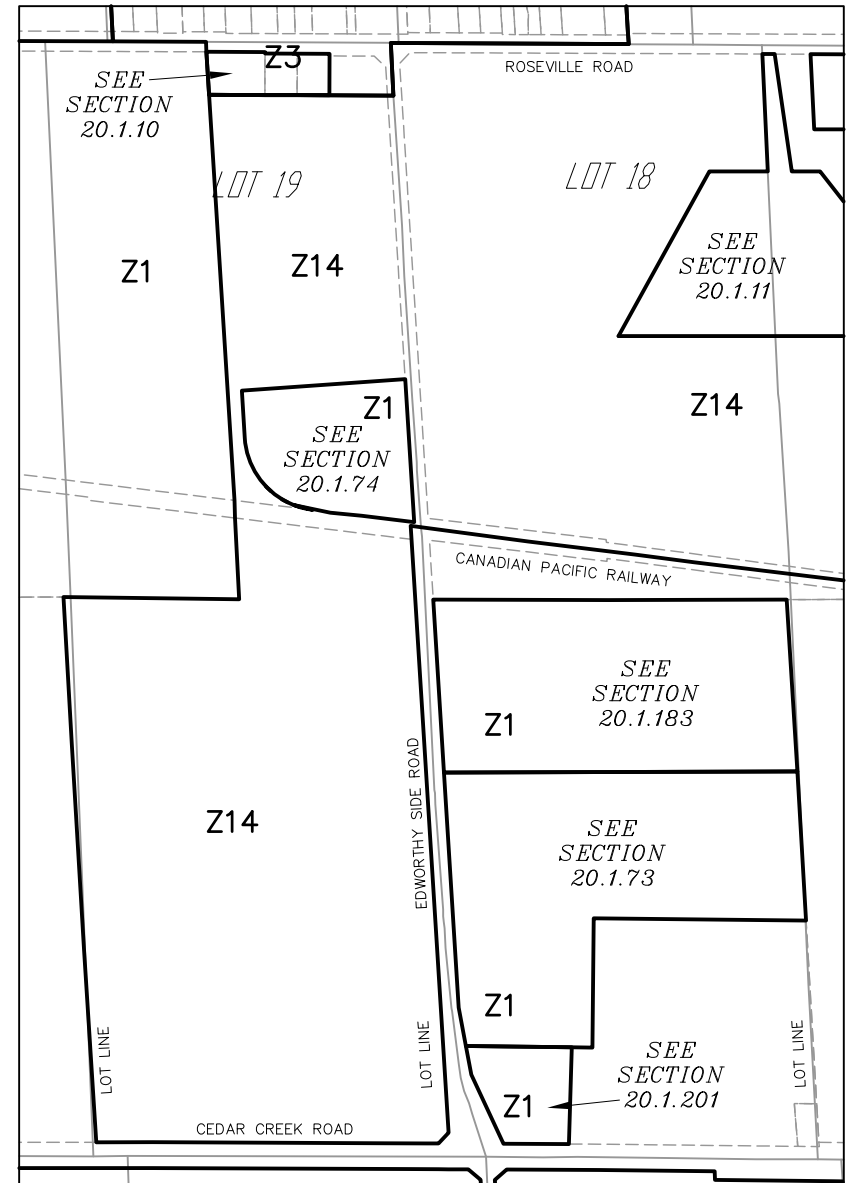 Z3
ROSEVILLE ROAD
SEE
SECTION
20.1.10
LOT 19
LOT 18
Z1
Z14
SEE
SECTION
20.1.11
Z1
SEE
SECTION
20.1.74
Z14
CANADIAN PACIFIC RAILWAY
SEE
SECTION
20.1.183
Z1
EDWORTHY SIDE ROAD
Z14
SEE
SECTION
20.1.73
Z1
LOT LINE
LOT LINE
LOT LINE
SEE
SECTION
20.1.201
Z1
CEDAR CREEK ROAD